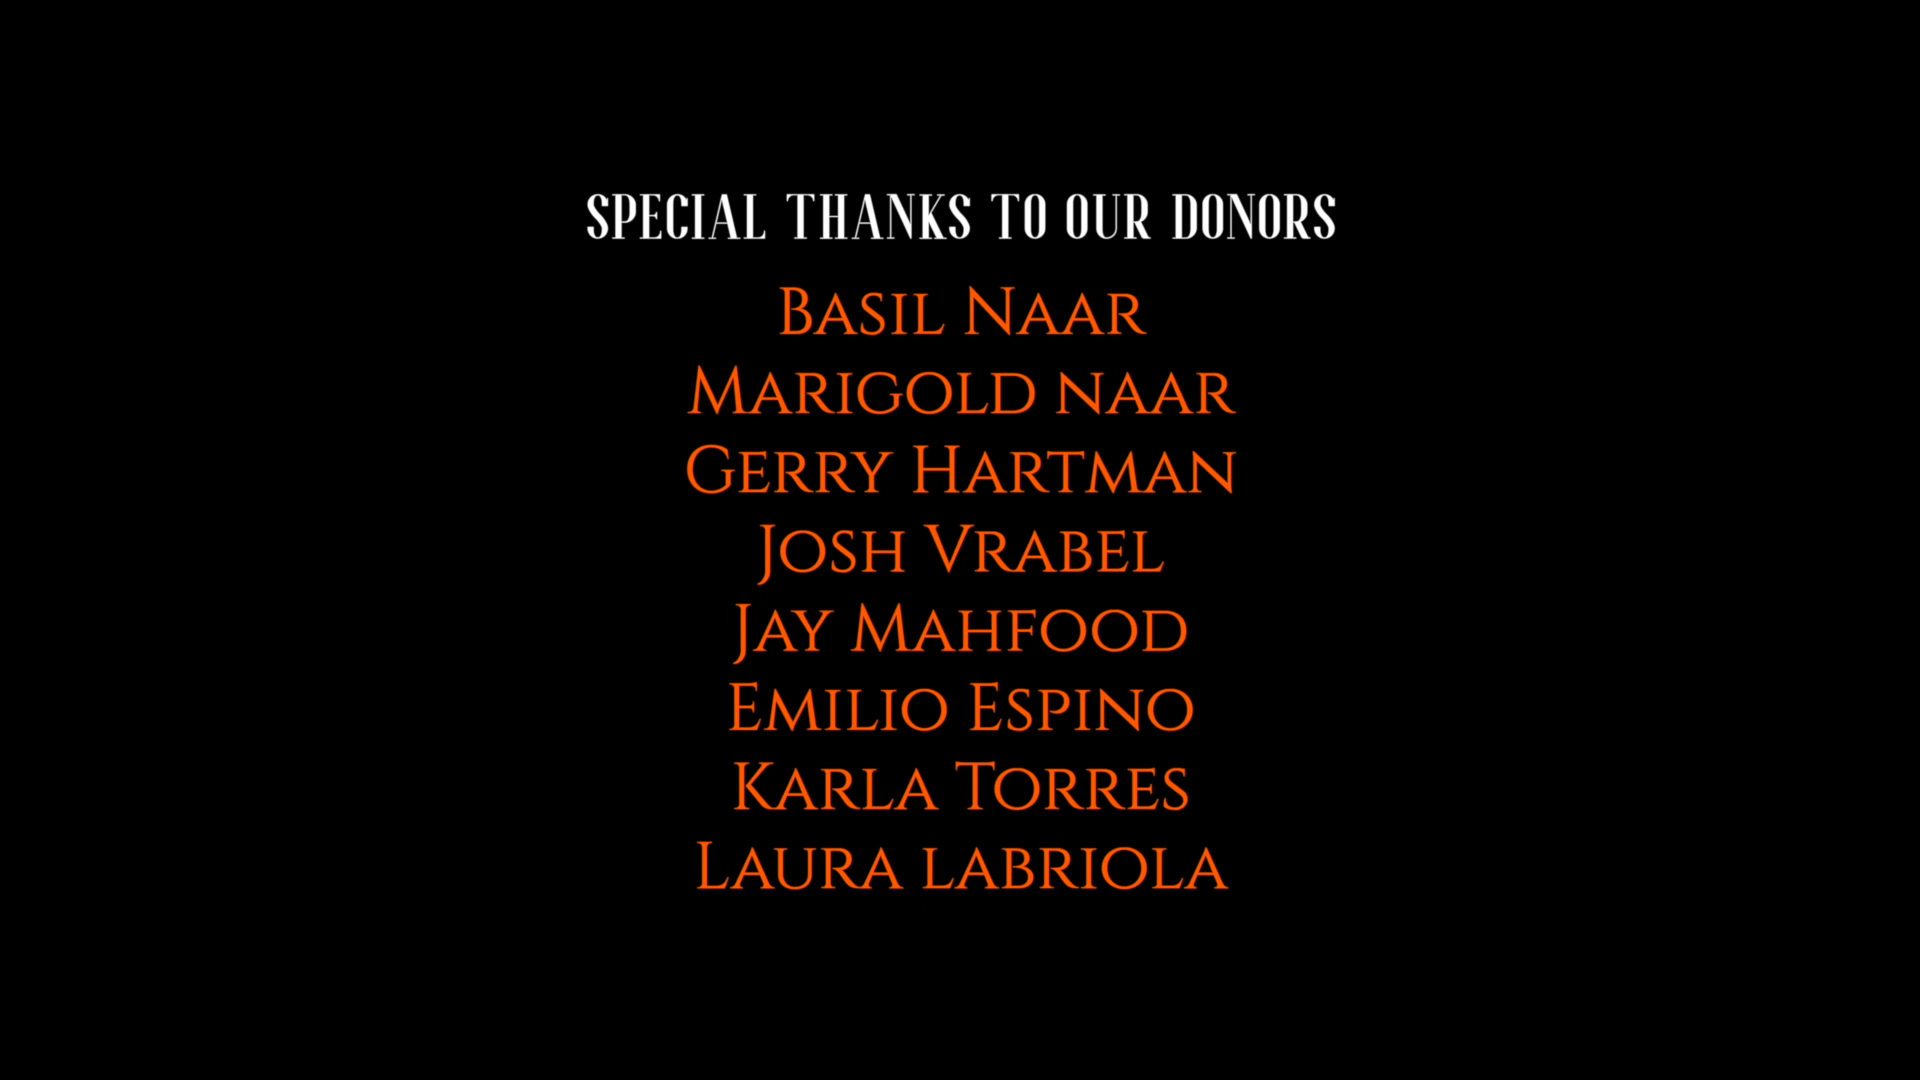 SPECIAL THANKS TO OUR DONORS
Basil Naar
Marigold naar
Gerry Hartman
Josh Vrabel
Jay Mahfood
Emilio Espino
Karla Torres
Laura labriola